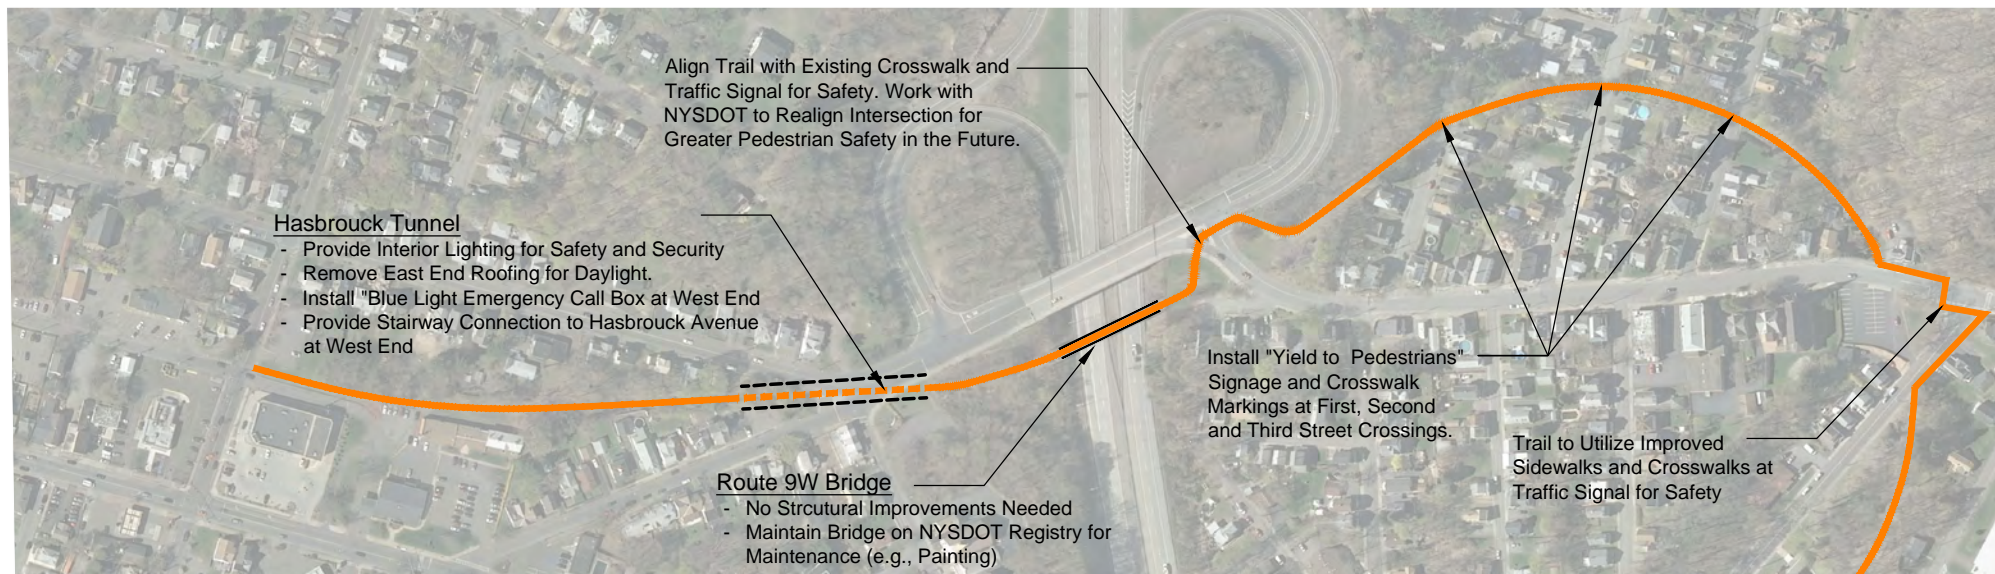 Align Trail with Existing Crosswalk and
Traffic Signal for Safety. Work with
NYSDOT to Realign Intersection for
Greater Pedestrian Safety in the Future.
Hasbrouck Tunnel
- Provide Interior Lighting for Safety and Security
- Remove East End Roofing for Daylight.
- Install "Blue Light Emergency Call Box at West End
- Provide Stairway Connection to Hasbrouck Avenue
at West End
Route 9W Bridge
- No Strcutural Improvements Needed
- Maintain Bridge on NYSDOT Registry for
Maintenance (e.g., Painting)
Install "Yield to Pedestrians"
Signage and Crosswalk
Markings at First, Second
and Third Street Crossings.
Trail to Utilize Improved
Sidewalks and Crosswalks at
Traffic Signal for Safety